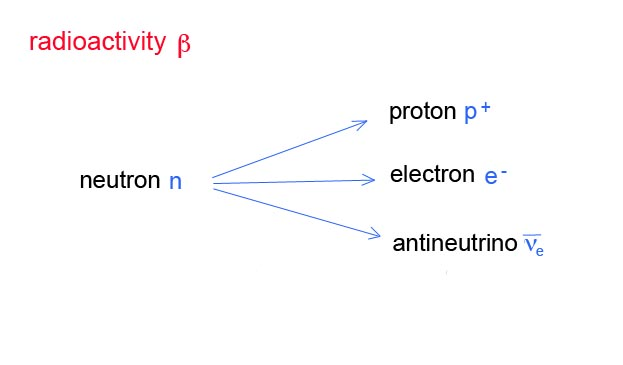 radioactivity β
proton p⁺
neutron n
electron e⁻
antineutrino ν̅ₑ